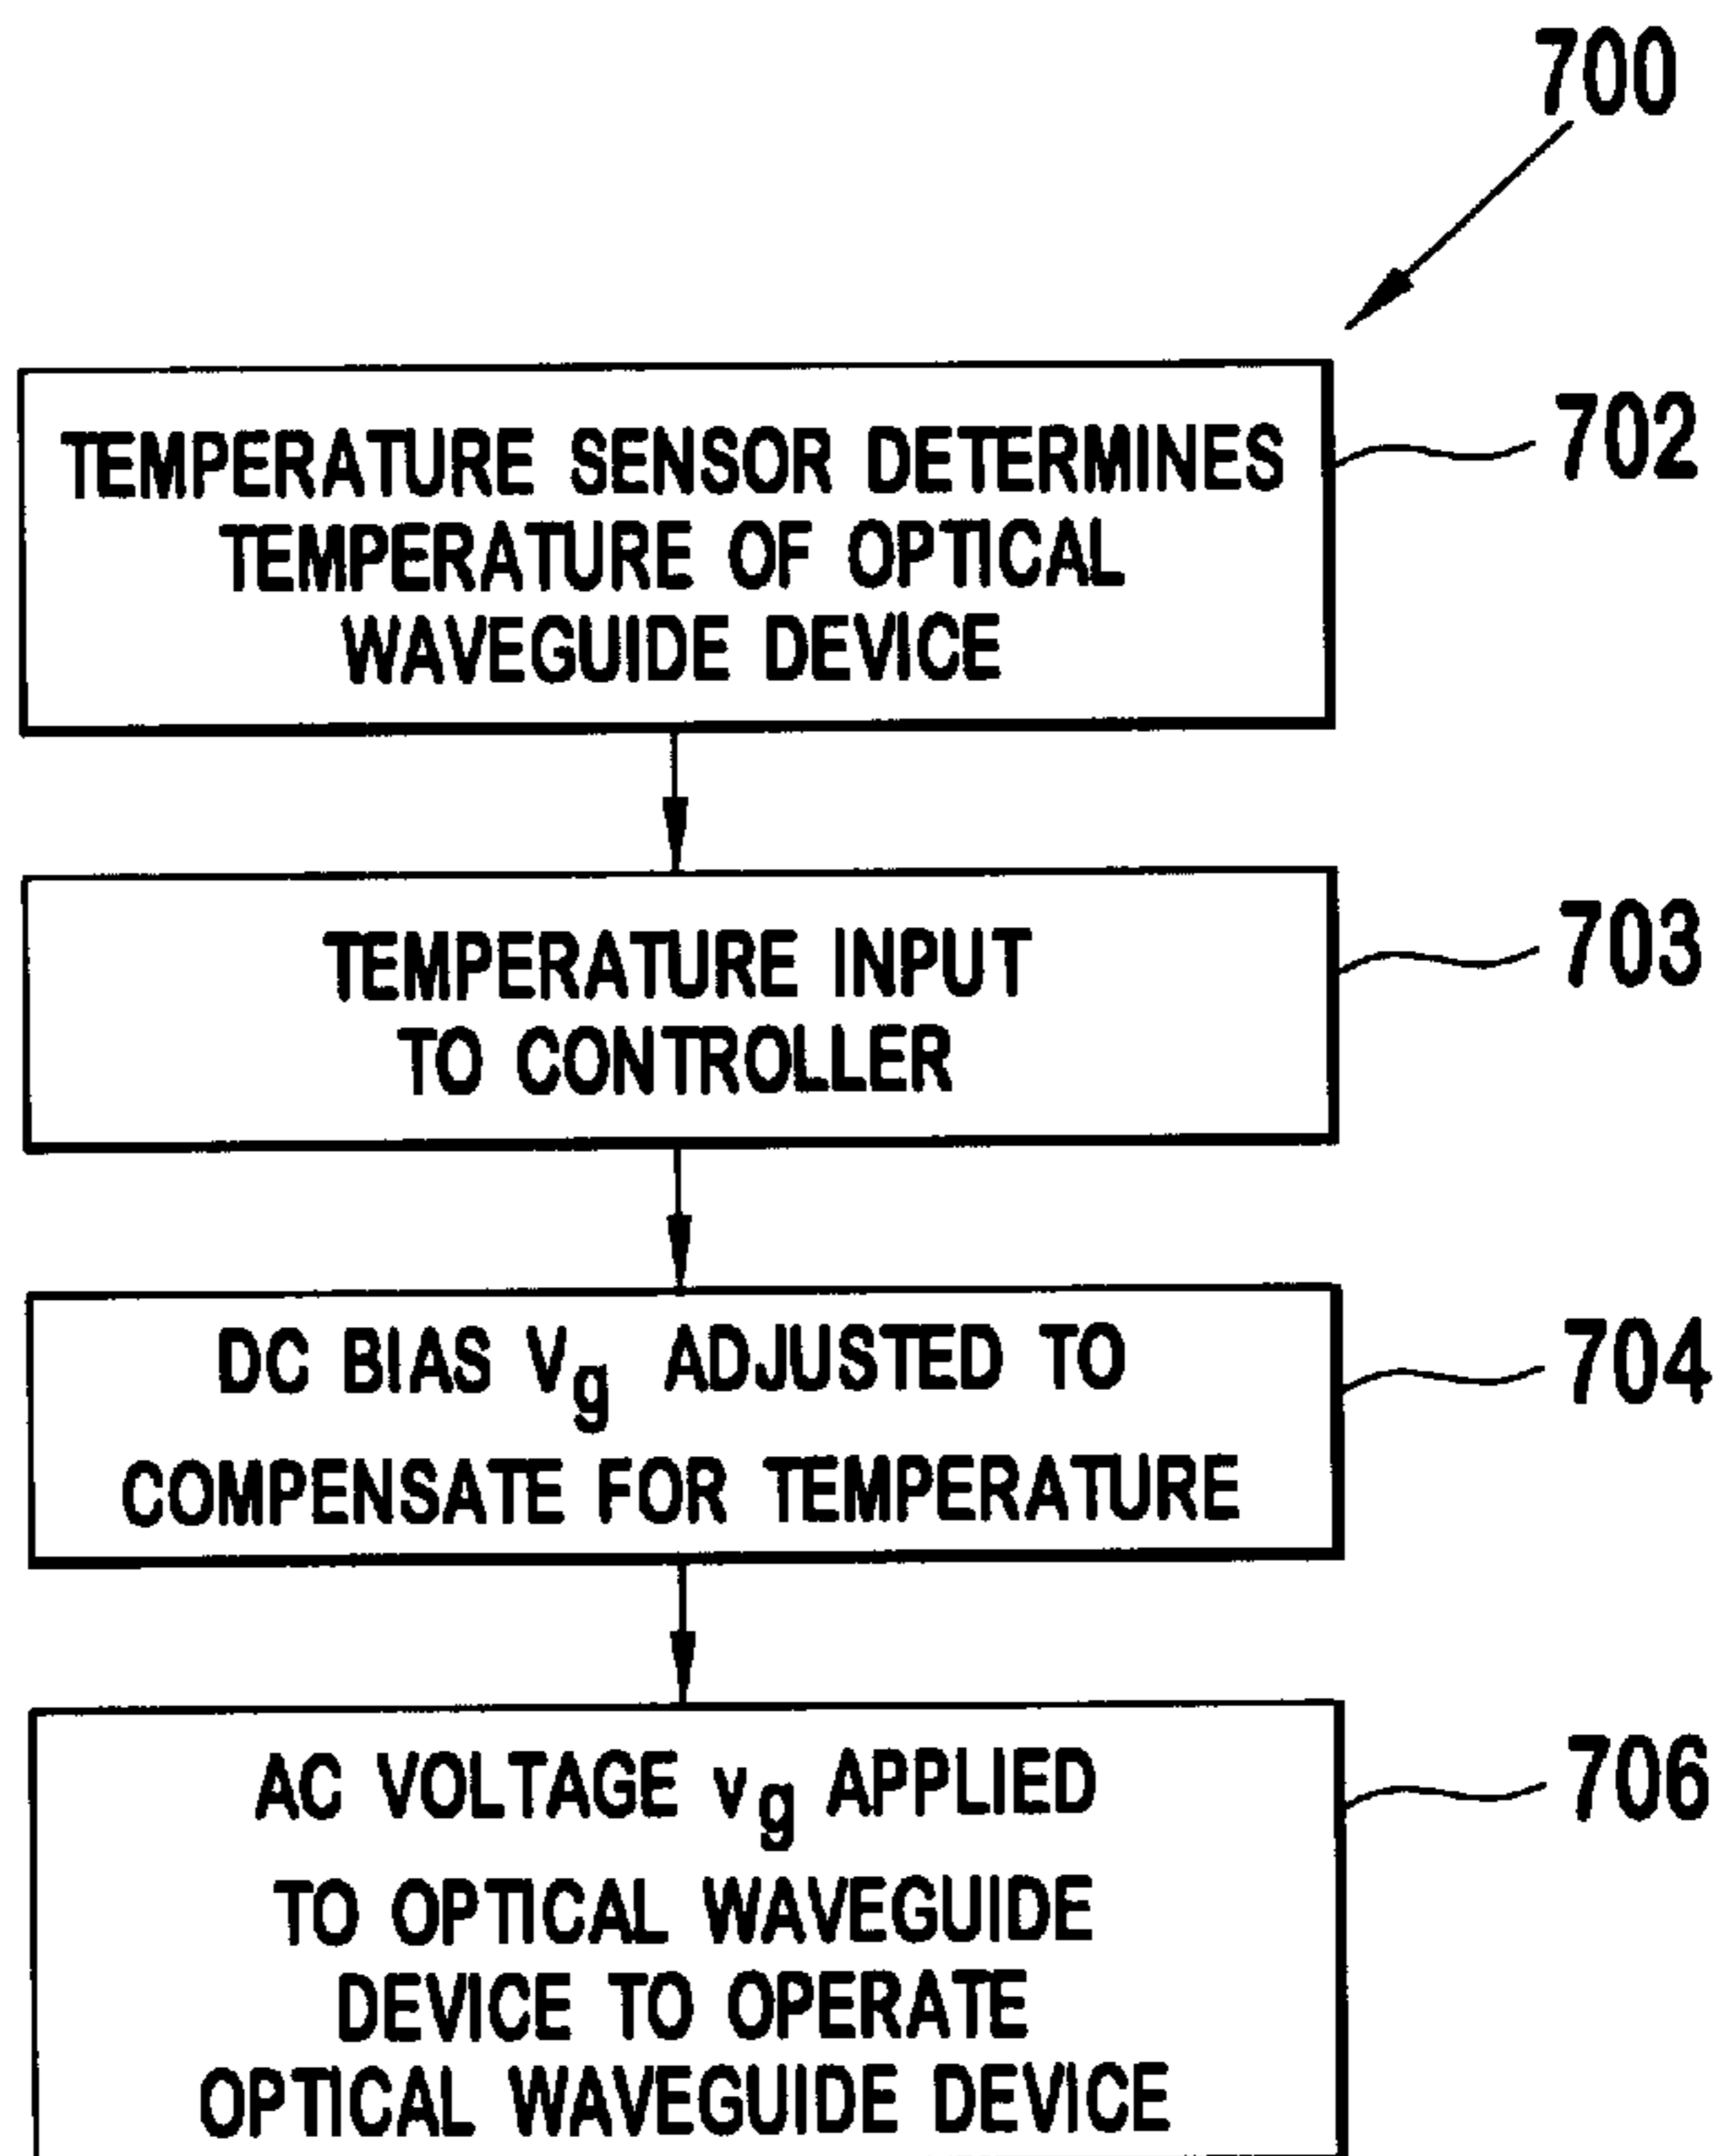 700
TEMPERATURE SENSOR DETERMINES
TEMPERATURE OF OPTICAL
WAVEGUIDE DEVICE
702
TEMPERATURE INPUT
TO CONTROLLER
703
DC BIAS Vg ADJUSTED TO
COMPENSATE FOR TEMPERATURE
704
AC VOLTAGE vg APPLIED
TO OPTICAL WAVEGUIDE
DEVICE TO OPERATE
OPTICAL WAVEGUIDE DEVICE
706